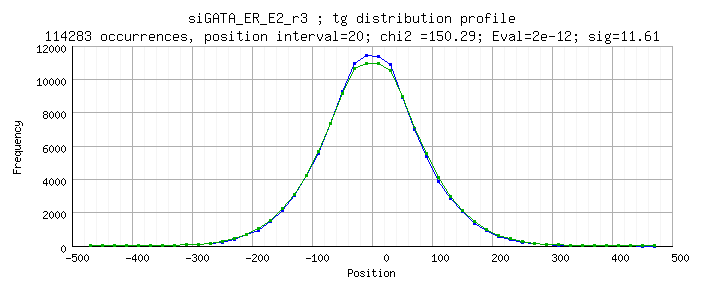 siGATA_ER_E2_r3 ; tg distribution profile
114283 occurrences, position interval=20; chi2 =150.29; Eval=2e-12; sig=11.61
12000
10000
8000
6000
4000
2000
0
Frequency
-500 -400 -300 -200 -100 0 100 200 300 400 500
Position